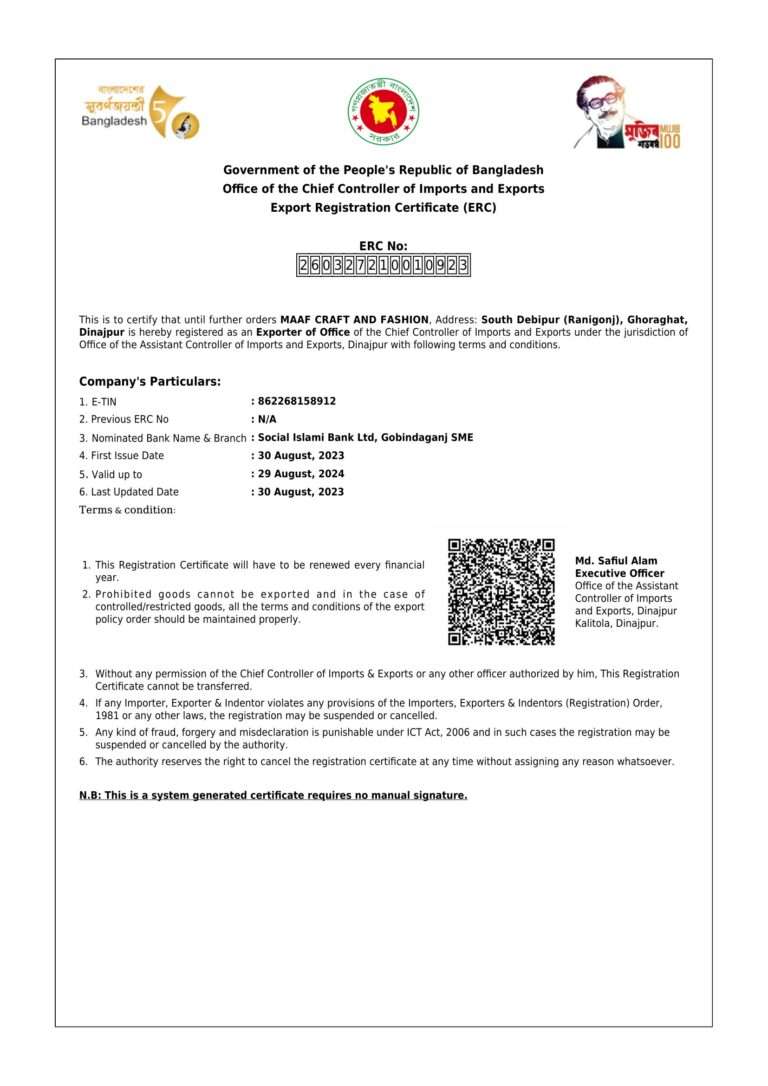 বাংলাদেশের
সুবর্ণজয়ন্তী 50
Bangladesh
গণপ্রজাতন্ত্রী বাংলাদেশ
সরকার
মুজিব MUJIB
শতবর্ষ 100
Government of the People's Republic of Bangladesh
Office of the Chief Controller of Imports and Exports
Export Registration Certificate (ERC)
ERC No:
260327210010923
This is to certify that until further orders MAAF CRAFT AND FASHION, Address: South Debipur (Ranigonj), Ghoraghat,
Dinajpur is hereby registered as an Exporter of Office of the Chief Controller of Imports and Exports under the jurisdiction of
Office of the Assistant Controller of Imports and Exports, Dinajpur with following terms and conditions.
Company's Particulars:
1. E-TIN : 862268158912
2. Previous ERC No : N/A
3. Nominated Bank Name & Branch : Social Islami Bank Ltd, Gobindaganj SME
4. First Issue Date : 30 August, 2023
5. Valid up to : 29 August, 2024
6. Last Updated Date : 30 August, 2023
Terms & condition:
1. This Registration Certificate will have to be renewed every financial
year.
2. Prohibited goods cannot be exported and in the case of
controlled/restricted goods, all the terms and conditions of the export
policy order should be maintained properly.
Md. Safiul Alam
Executive Officer
Office of the Assistant
Controller of Imports
and Exports, Dinajpur
Kalitola, Dinajpur.
3. Without any permission of the Chief Controller of Imports & Exports or any other officer authorized by him, This Registration
Certificate cannot be transferred.
4. If any Importer, Exporter & Indentor violates any provisions of the Importers, Exporters & Indentors (Registration) Order,
1981 or any other laws, the registration may be suspended or cancelled.
5. Any kind of fraud, forgery and misdeclaration is punishable under ICT Act, 2006 and in such cases the registration may be
suspended or cancelled by the authority.
6. The authority reserves the right to cancel the registration certificate at any time without assigning any reason whatsoever.
N.B: This is a system generated certificate requires no manual signature.